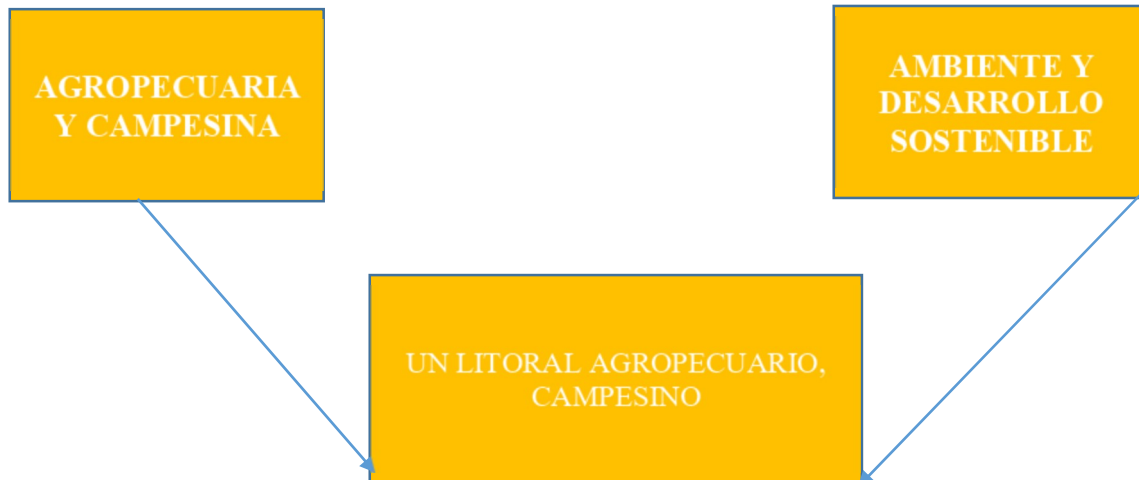 AGROPECUARIA
Y CAMPESINA
AMBIENTE Y
DESARROLLO
SOSTENIBLE
UN LITORAL AGROPECUARIO,
CAMPESINO